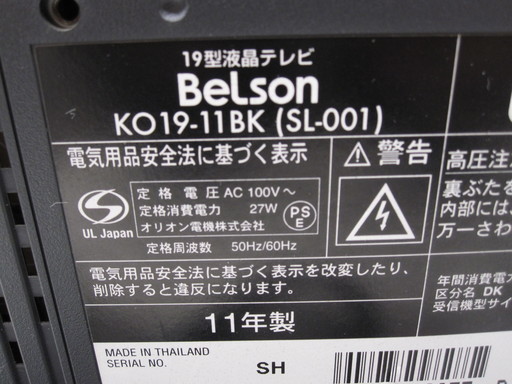 19型液晶テレビ
BeLson
KO19-11BK (SL-001)
電気用品安全法に基づく表示
定格電圧 AC 100V～
定格消費電力 27W
オリオン電機株式会社
定格周波数 50Hz/60Hz
UL Japan
PS
E
電気用品安全法に基づく表示を改変したり、
削除すると違反になります。
11年製
MADE IN THAILAND
SERIAL NO.
SH
警告
高圧注
裏ぶたを
内部には、
万一さわ
年間消費電
区分名 DK
受信機型サイ